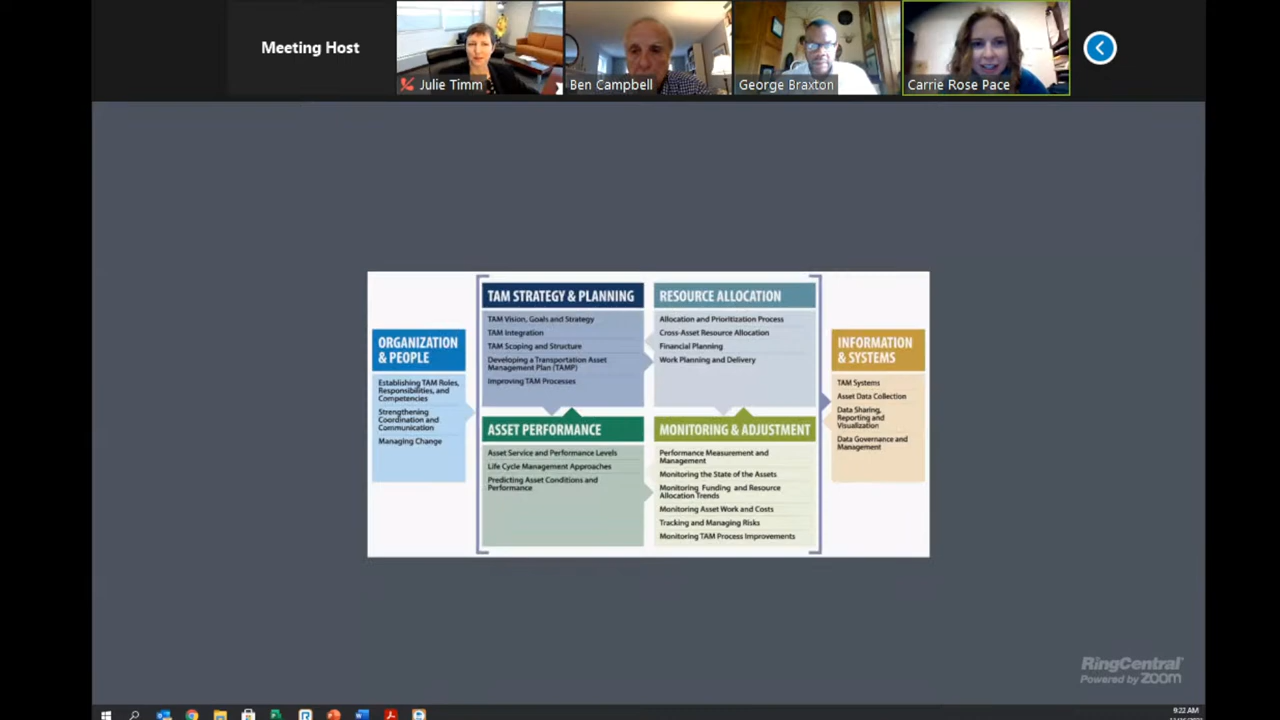 Meeting Host
Julie Timm
Ben Campbell
George Braxton
Carrie Rose Pace
ORGANIZATION
& PEOPLE
Establishing TAM Roles,
Responsibilities, and
Competencies
Strengthening
Coordination and
Communication
Managing Change
TAM STRATEGY & PLANNING
TAM Vision, Goals and Strategy
TAM Integration
TAM Scoping and Structure
Developing a Transportation Asset
Management Plan (TAMP)
Improving TAM Processes
RESOURCE ALLOCATION
Allocation and Prioritization Process
Cross-Asset Resource Allocation
Financial Planning
Work Planning and Delivery
ASSET PERFORMANCE
Asset Service and Performance Levels
Life Cycle Management Approaches
Predicting Asset Conditions and
Performance
MONITORING & ADJUSTMENT
Performance Measurement and
Management
Monitoring the State of the Assets
Monitoring Funding and Resource
Allocation Trends
Monitoring Asset Work and Costs
Tracking and Managing Risks
Monitoring TAM Process Improvements
INFORMATION
& SYSTEMS
TAM Systems
Asset Data Collection
Data Sharing,
Reporting and
Visualization
Data Governance and
Management
RingCentral
Powered by zoom
9:22 AM